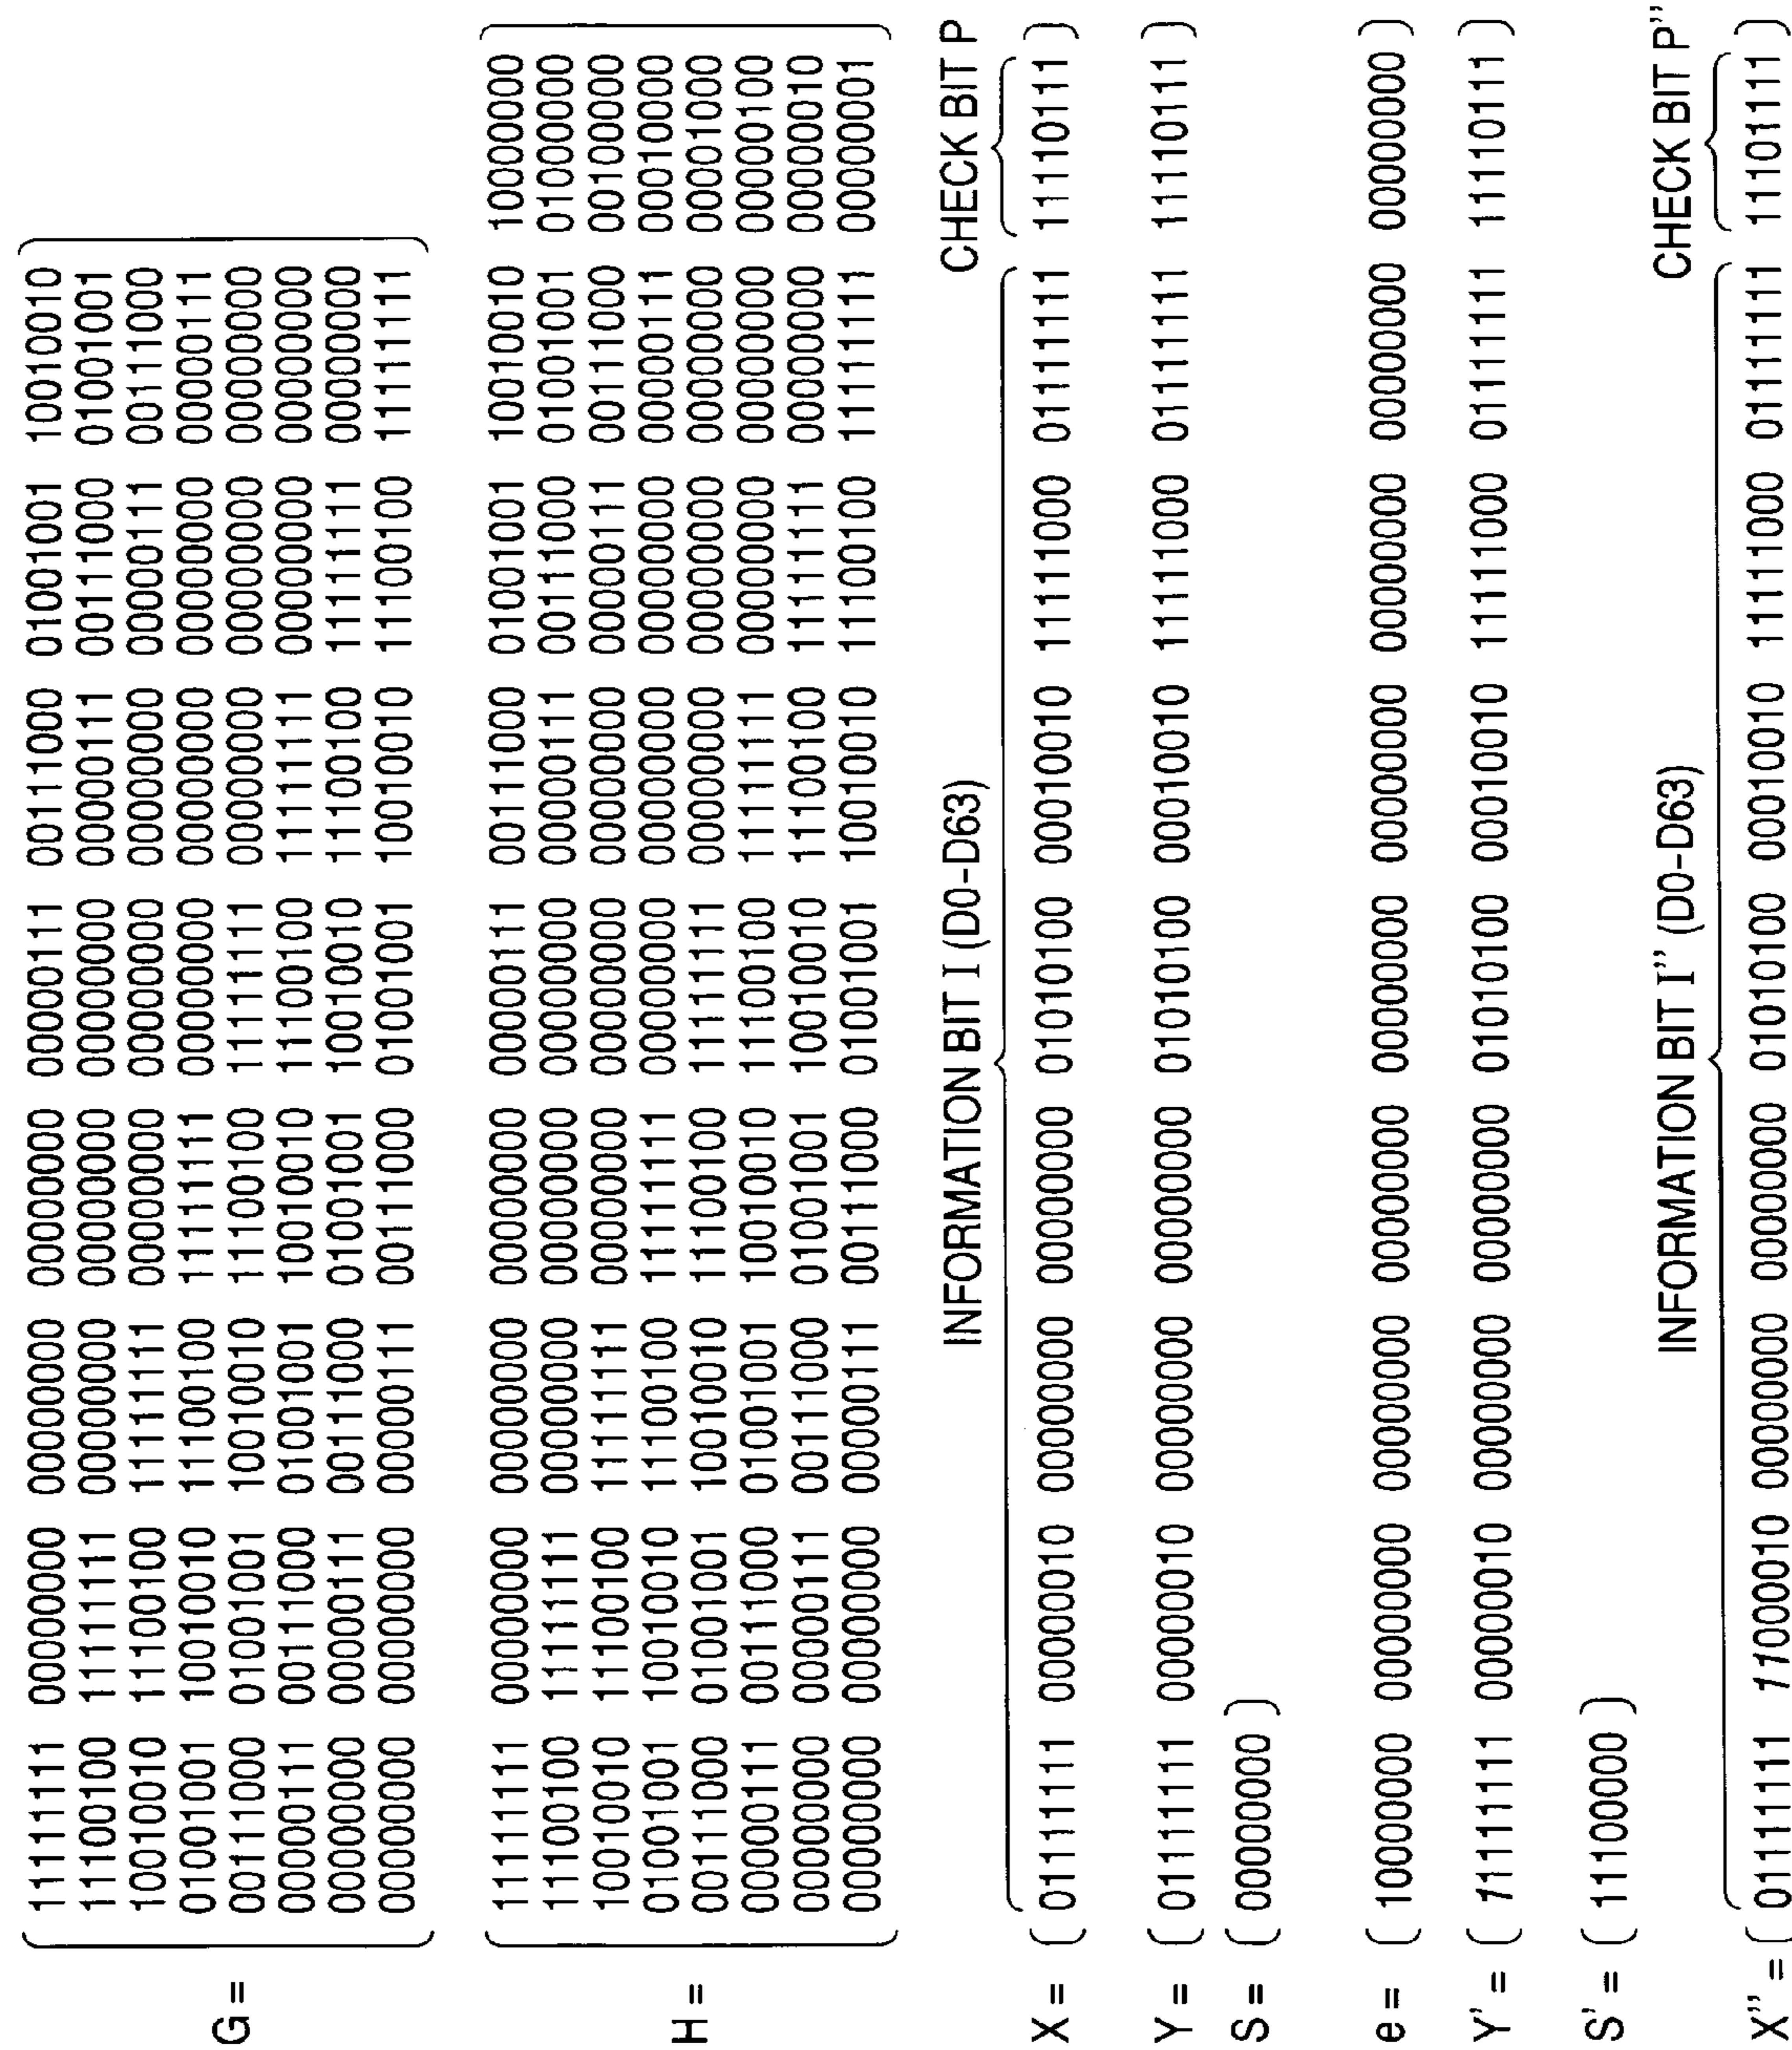 G =
11111111 00000000 00000000 00000000 00000111 00111000 01001001 10010010
11100100 11111111 00000000 00000000 00000000 00000111 00111000 01001001
10010010 11100100 11111111 00000000 00000000 00000000 00000111 00111000
01001001 10010010 11100100 11111111 00000000 00000000 00000000 00000111
00111000 01001001 10010010 11100100 11111111 00000000 00000000 00000000
00000111 00111000 01001001 10010010 11100100 11111111 00000000 00000000
00000000 00000111 00111000 01001001 10010010 11100100 11111111 00000000
00000000 00000000 00000111 00111000 01001001 10010010 11100100 11111111
H =
11111111 00000000 00000000 00000000 00000111 00111000 01001001 10010010 10000000
11100100 11111111 00000000 00000000 00000000 00000111 00111000 01001001 01000000
10010010 11100100 11111111 00000000 00000000 00000000 00000111 00111000 00100000
01001001 10010010 11100100 11111111 00000000 00000000 00000000 00000111 00010000
00111000 01001001 10010010 11100100 11111111 00000000 00000000 00000000 00001000
00000111 00111000 01001001 10010010 11100100 11111111 00000000 00000000 00000100
00000000 00000111 00111000 01001001 10010010 11100100 11111111 00000000 00000010
00000000 00000000 00000111 00111000 01001001 10010010 11100100 11111111 00000001
INFORMATION BIT I (D0-D63) CHECK BIT P
X = ( 01111111 00000010 00000000 00000000 01010100 00010010 11111000 01111111 11110111 )
Y = ( 01111111 00000010 00000000 00000000 01010100 00010010 11111000 01111111 11110111 )
S = ( 00000000 )
e = ( 10000000 00000000 00000000 00000000 00000000 00000000 00000000 00000000 00000000 )
Y' = ( 11111111 00000010 00000000 00000000 01010100 00010010 11111000 01111111 11110111 )
S' = ( 11100000 )
INFORMATION BIT I'' (D0-D63) CHECK BIT P''
X'' = ( 01111111 11000010 00000000 00000000 01010100 00010010 11111000 01111111 11101111 )